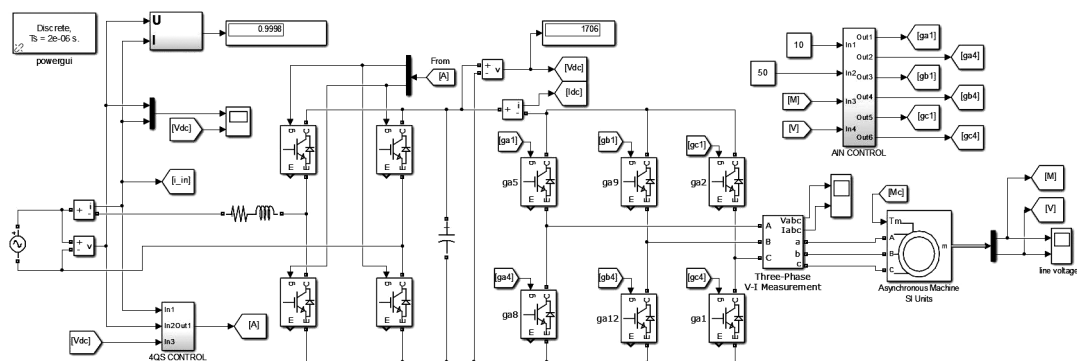 Discrete,
Ts = 2e-06 s.
powergui
U
I
0.9998
1706
From
[A]
+
-
v
[Vdc]
[Idc]
+
-
i
10
50
[M]
[V]
In1
In2
In3
In4
Out1
Out2
Out3
Out4
Out5
Out6
AIN CONTROL
[ga1]
[ga4]
[gb1]
[gb4]
[gc1]
[gc4]
[Vdc]
[i_in]
+
-
i
+
-
v
g
C
E
g
C
E
g
C
E
g
C
E
[ga1]
ga5
g
C
E
[gb1]
ga9
g
C
E
[gc1]
ga2
g
C
E
[ga4]
ga8
g
C
E
[gb4]
ga12
g
C
E
[gc4]
ga1
g
C
E
A
B
C
Vabc
Iabc
a
b
c
Three-Phase
V-I Measurement
[Mc]
Tm
A
B
C
m
Asynchronous Machine
SI Units
[M]
[V]
line voltage
[Vdc]
In1
In2
In3
Out1
4QS CONTROL
[A]